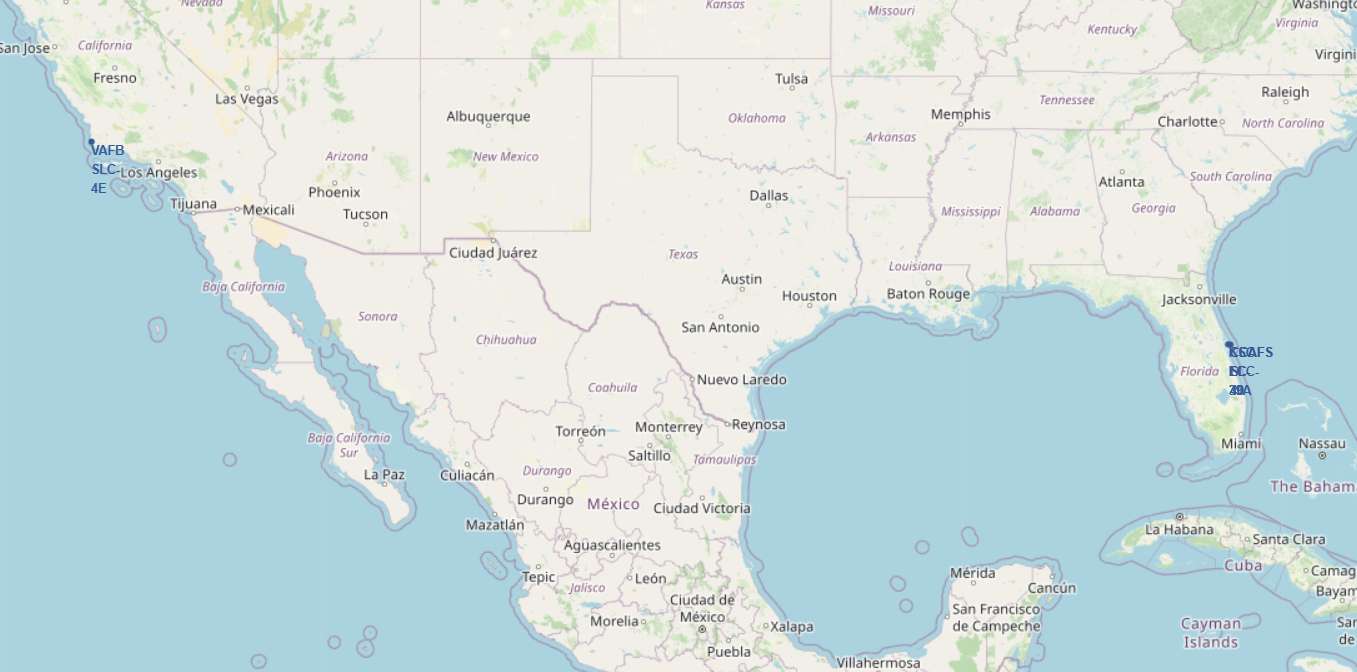 Nevada
Kansas
Missouri
Washingto
San Jose
California
Kentucky
Virginia
Virgini
Fresno
Las Vegas
Tulsa
Raleigh
Albuquerque
Oklahoma
Memphis
Tennessee
Charlotte
North Carolina
Arkansas
VAFB
SLC-
4E
Los Angeles
Arizona
New Mexico
Phoenix
Dallas
Atlanta
South Carolina
Tijuana
Mexicali
Tucson
Mississippi
Alabama
Georgia
Ciudad Juárez
Texas
Louisiana
Baja California
Austin
Houston
Baton Rouge
Jacksonville
Sonora
Chihuahua
San Antonio
Florida
Coahuila
Nuevo Laredo
Torreón
Monterrey
Reynosa
Baja California
Sur
Saltillo
Tamaulipas
Miami
Nassau
La Paz
Culiacán
Durango
Durango
México
Ciudad Victoria
The Bahama
Mazatlán
La Habana
Santa Clara
Aguascalientes
Cuba
Camag
Tepic
León
Jalisco
Mérida
Cancún
Bayam
Ciudad de
México
San Francisco
de Campeche
Morelia
Xalapa
Cayman
Islands
San
de
Puebla
Villahermosa